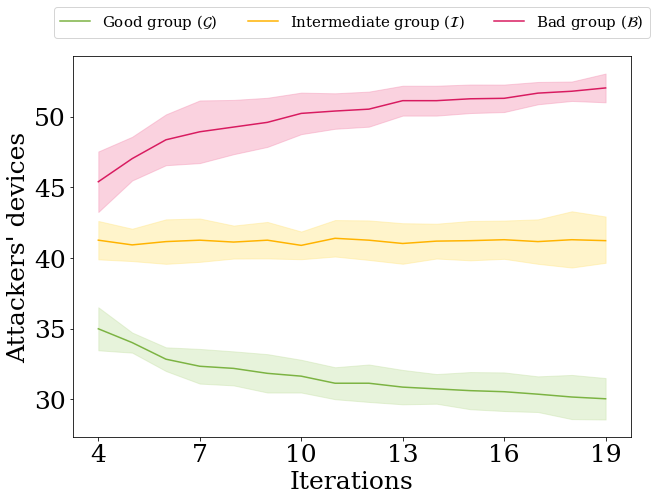 Good group (𝒢) Intermediate group (ℐ) Bad group (ℬ)
50
45
40
35
30
Attackers' devices
4 7 10 13 16 19
Iterations